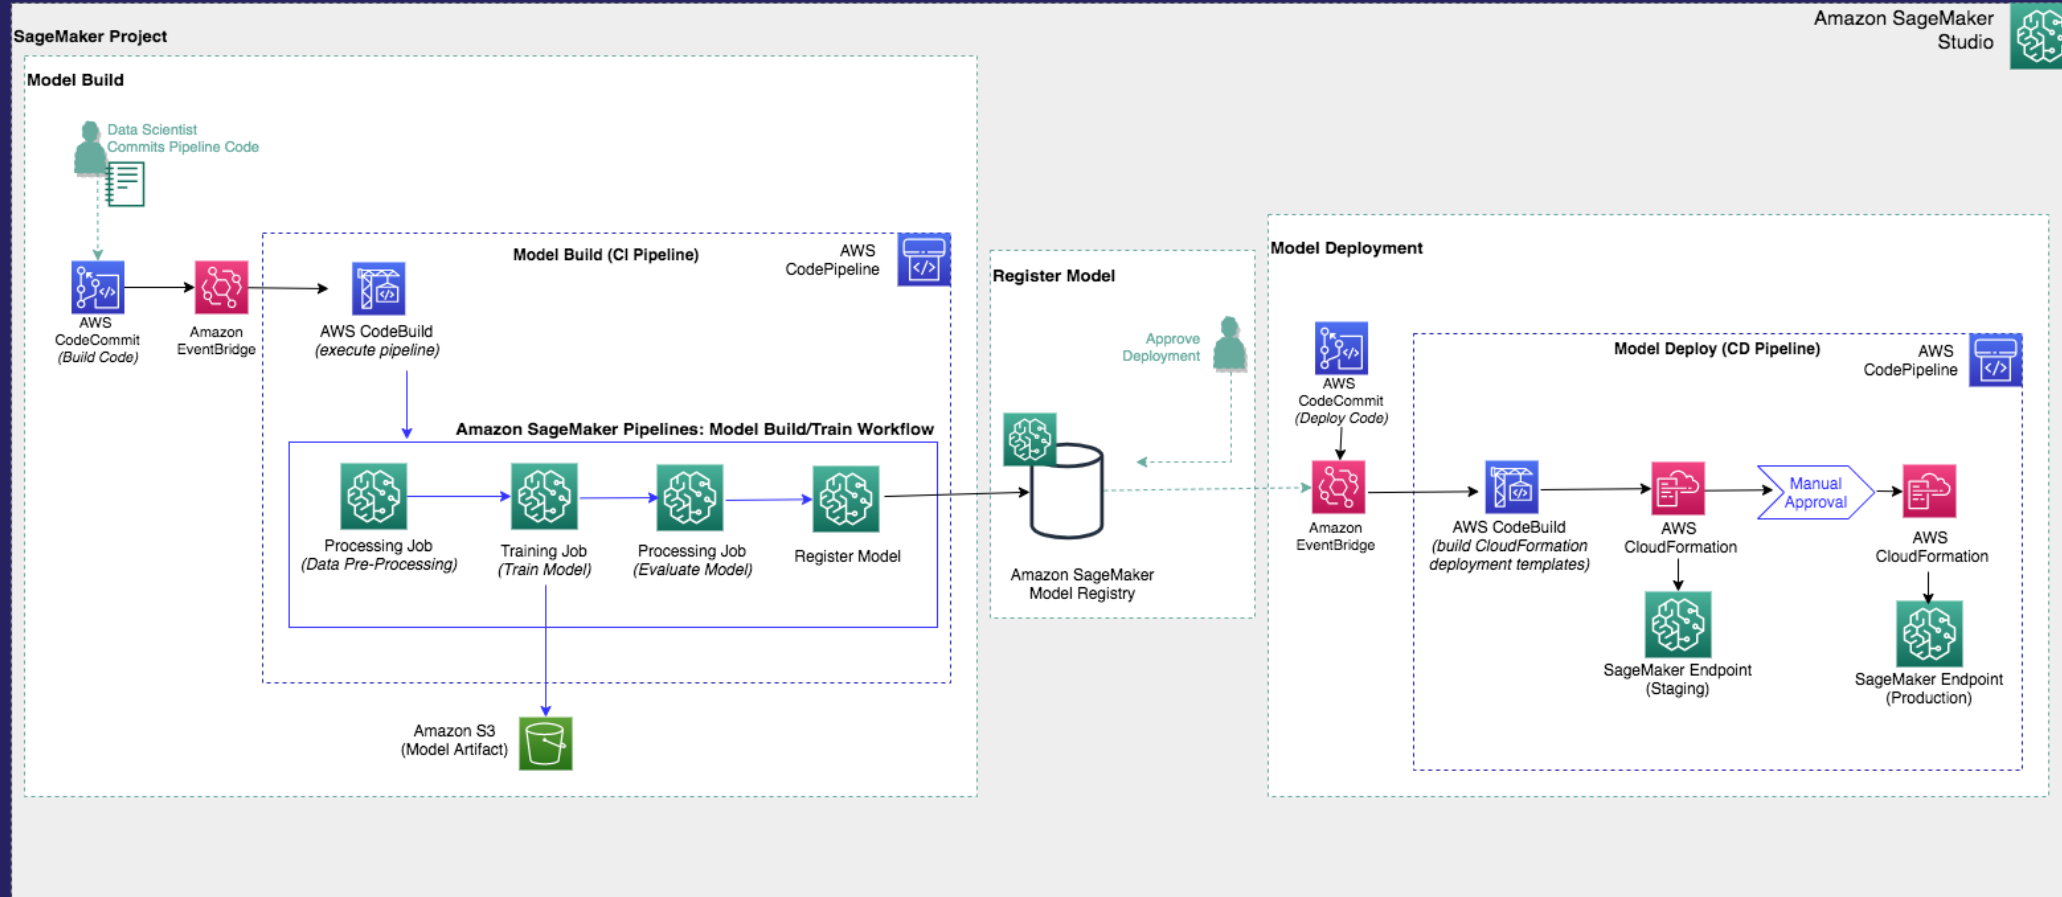 Amazon SageMaker
Studio
SageMaker Project
Model Build
Data Scientist
Commits Pipeline Code
AWS
CodeCommit
(Build Code)
Amazon
EventBridge
Model Build (CI Pipeline)
AWS
CodePipeline
AWS CodeBuild
(execute pipeline)
Amazon SageMaker Pipelines: Model Build/Train Workflow
Processing Job
(Data Pre-Processing)
Training Job
(Train Model)
Processing Job
(Evaluate Model)
Register Model
Amazon S3
(Model Artifact)
Register Model
Approve
Deployment
Amazon SageMaker
Model Registry
Model Deployment
AWS
CodeCommit
(Deploy Code)
Amazon
EventBridge
Model Deploy (CD Pipeline)
AWS
CodePipeline
AWS CodeBuild
(build CloudFormation
deployment templates)
AWS
CloudFormation
Manual
Approval
AWS
CloudFormation
SageMaker Endpoint
(Staging)
SageMaker Endpoint
(Production)